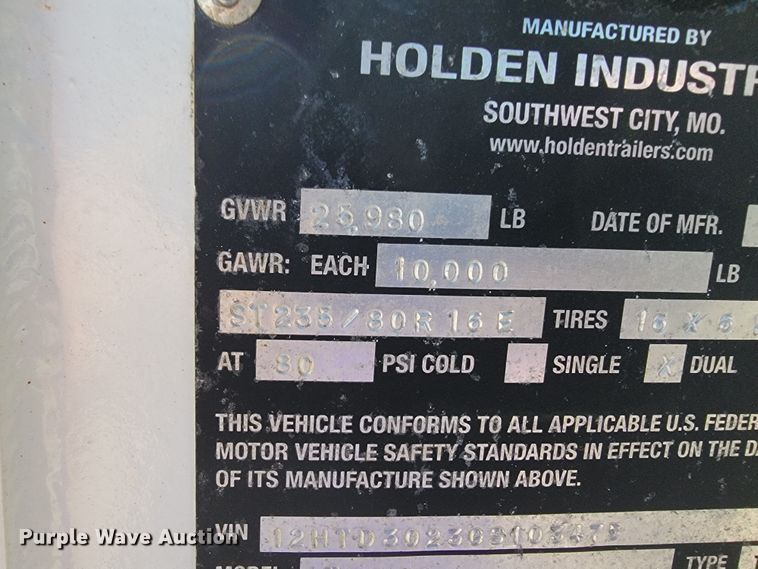 MANUFACTURED BY
HOLDEN INDUSTR
SOUTHWEST CITY, MO.
www.holdentrailers.com
GVWR 25,980 LB DATE OF MFR.
GAWR: EACH 10,000 LB
ST235/80R16E TIRES 16 X 6
AT 80 PSI COLD SINGLE X DUAL
THIS VEHICLE CONFORMS TO ALL APPLICABLE U.S. FEDER
MOTOR VEHICLE SAFETY STANDARDS IN EFFECT ON THE DA
OF ITS MANUFACTURE SHOWN ABOVE.
VIN
MODEL TYPE
Purple Wave Auction